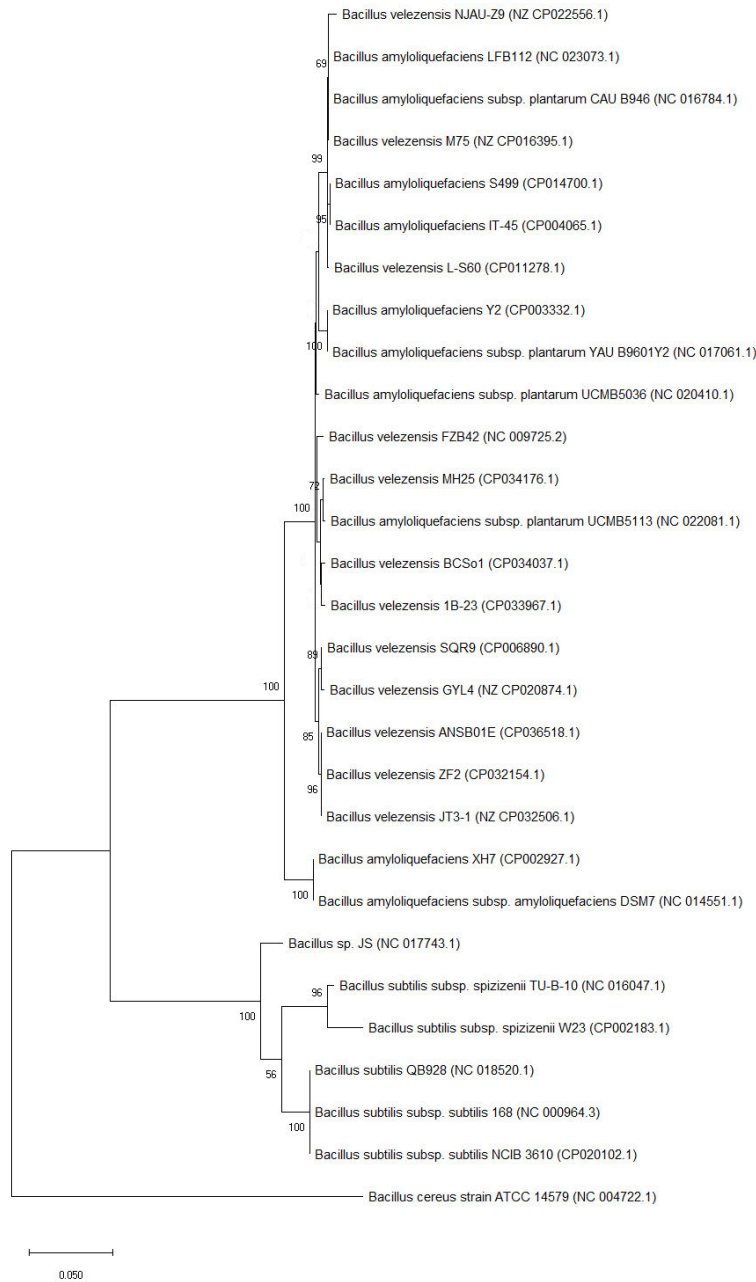 Bacillus velezensis NJAU-Z9 (NZ CP022556.1)
69
Bacillus amyloliquefaciens LFB112 (NC 023073.1)
Bacillus amyloliquefaciens subsp. plantarum CAU B946 (NC 016784.1)
Bacillus velezensis M75 (NZ CP016395.1)
99
Bacillus amyloliquefaciens S499 (CP014700.1)
95
Bacillus amyloliquefaciens IT-45 (CP004065.1)
Bacillus velezensis L-S60 (CP011278.1)
Bacillus amyloliquefaciens Y2 (CP003332.1)
100
Bacillus amyloliquefaciens subsp. plantarum YAU B9601Y2 (NC 017061.1)
Bacillus amyloliquefaciens subsp. plantarum UCMB5036 (NC 020410.1)
Bacillus velezensis FZB42 (NC 009725.2)
Bacillus velezensis MH25 (CP034176.1)
72
100
Bacillus amyloliquefaciens subsp. plantarum UCMB5113 (NC 022081.1)
Bacillus velezensis BCSo1 (CP034037.1)
Bacillus velezensis 1B-23 (CP033967.1)
Bacillus velezensis SQR9 (CP006890.1)
89
100
Bacillus velezensis GYL4 (NZ CP020874.1)
Bacillus velezensis ANSB01E (CP036518.1)
85
Bacillus velezensis ZF2 (CP032154.1)
96
Bacillus velezensis JT3-1 (NZ CP032506.1)
Bacillus amyloliquefaciens XH7 (CP002927.1)
100
Bacillus amyloliquefaciens subsp. amyloliquefaciens DSM7 (NC 014551.1)
Bacillus sp. JS (NC 017743.1)
Bacillus subtilis subsp. spizizenii TU-B-10 (NC 016047.1)
96
100
Bacillus subtilis subsp. spizizenii W23 (CP002183.1)
Bacillus subtilis QB928 (NC 018520.1)
56
Bacillus subtilis subsp. subtilis 168 (NC 000964.3)
100
Bacillus subtilis subsp. subtilis NCIB 3610 (CP020102.1)
Bacillus cereus strain ATCC 14579 (NC 004722.1)
0.050